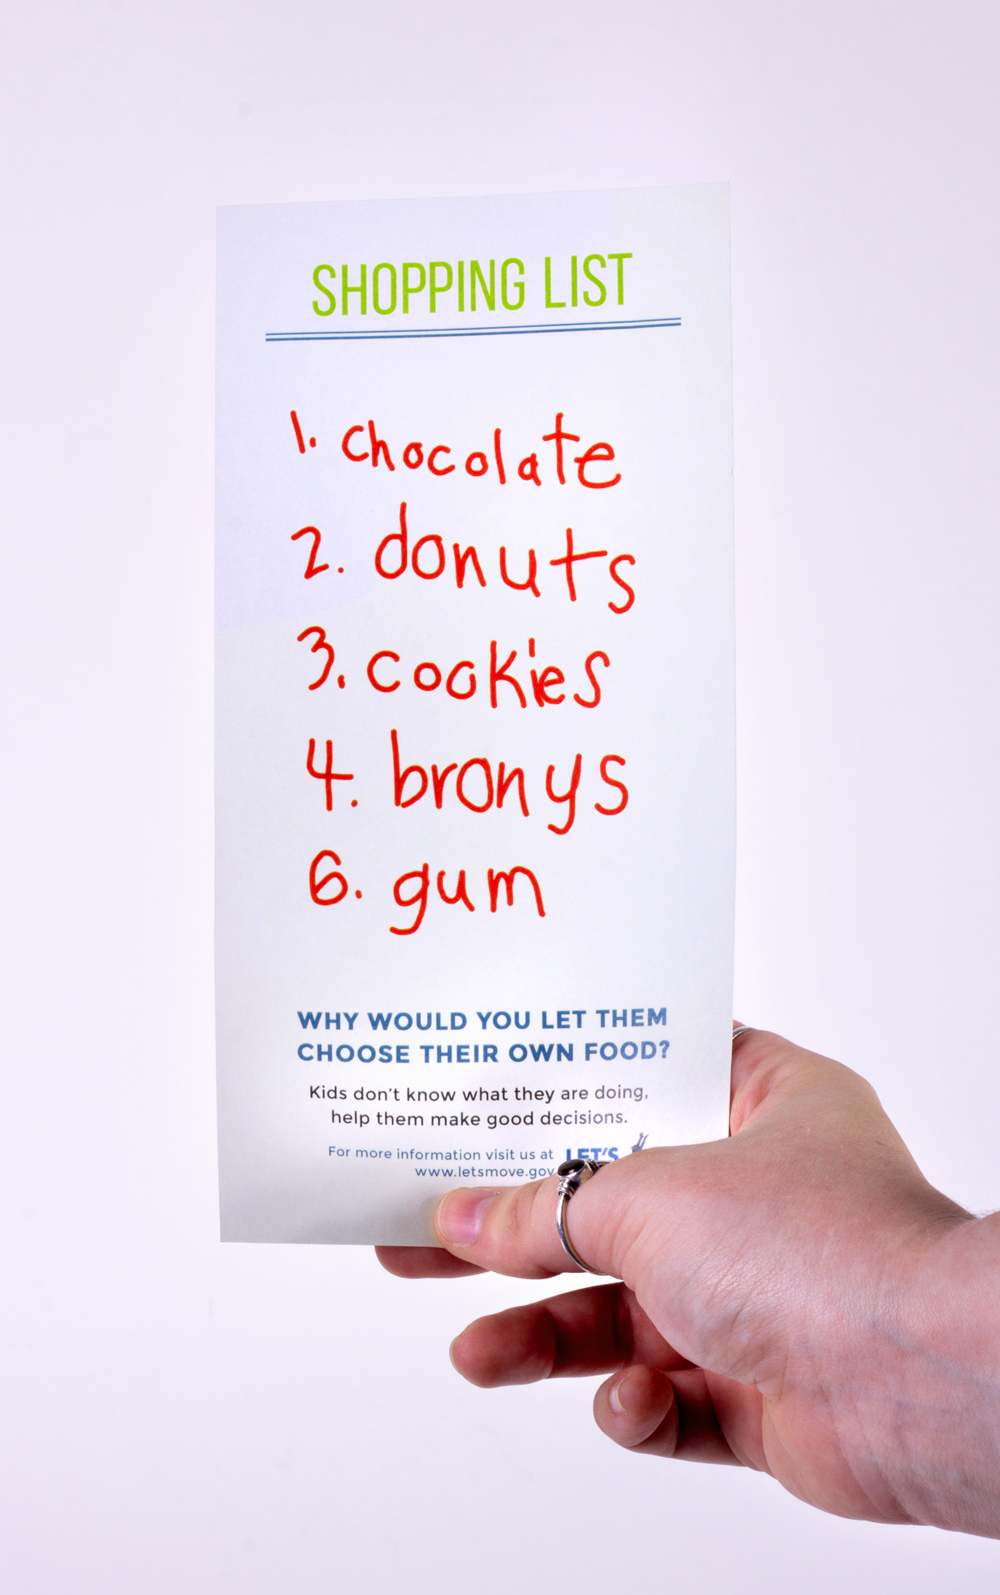 SHOPPING LIST
1. chocolate
2. donuts
3. cookies
4. bronys
6. gum
WHY WOULD YOU LET THEM
CHOOSE THEIR OWN FOOD?
Kids don't know what they are doing,
help them make good decisions.
For more information visit us at
www.letsmove.gov
LET'S